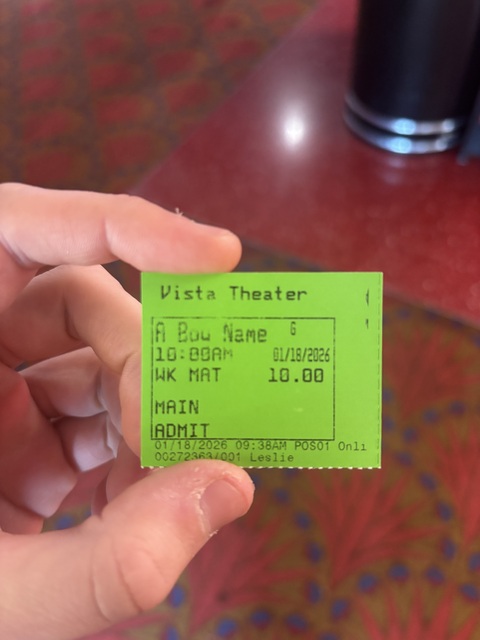 Vista Theater
A Boy Name G
10:00AM 01/18/2026
WK MAT 10.00
MAIN
ADMIT
01/18/2026 09:38AM POS01 Onli
00272363/001 Leslie